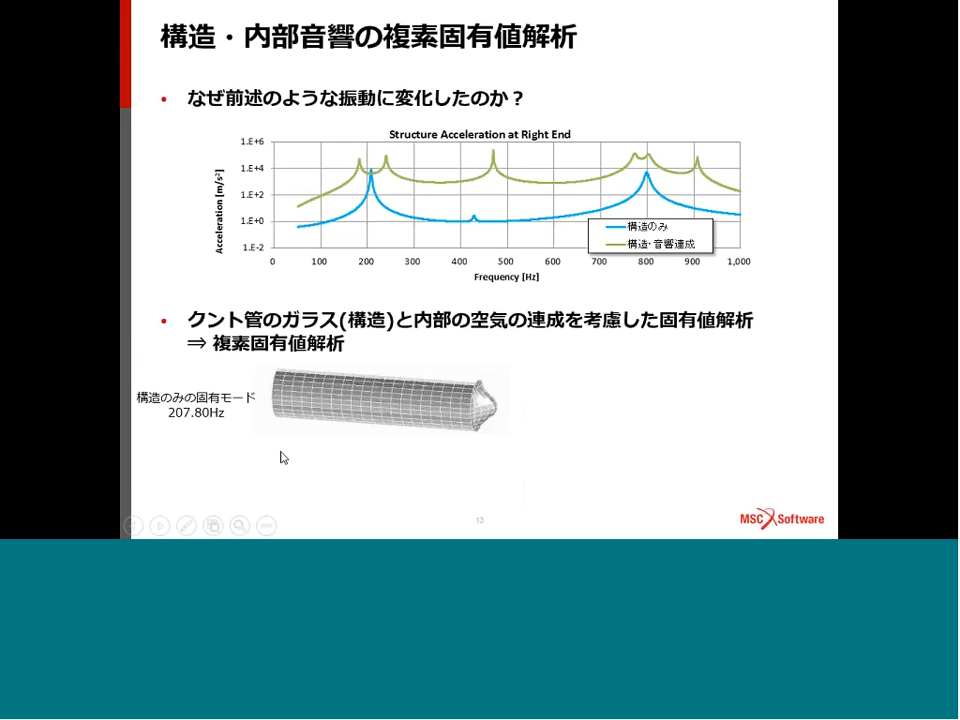 構造・内部音響の複素固有値解析
• なぜ前述のような振動に変化したのか？
Structure Acceleration at Right End
1.E+6
1.E+4
1.E+2
1.E+0
1.E-2
Acceleration [m/s²]
0 100 200 300 400 500 600 700 800 900 1,000
Frequency [Hz]
構造のみ
構造・音響連成
• クント管のガラス(構造)と内部の空気の連成を考慮した固有値解析
⇒ 複素固有値解析
構造のみの固有モード
207.80Hz
13
MSC Software